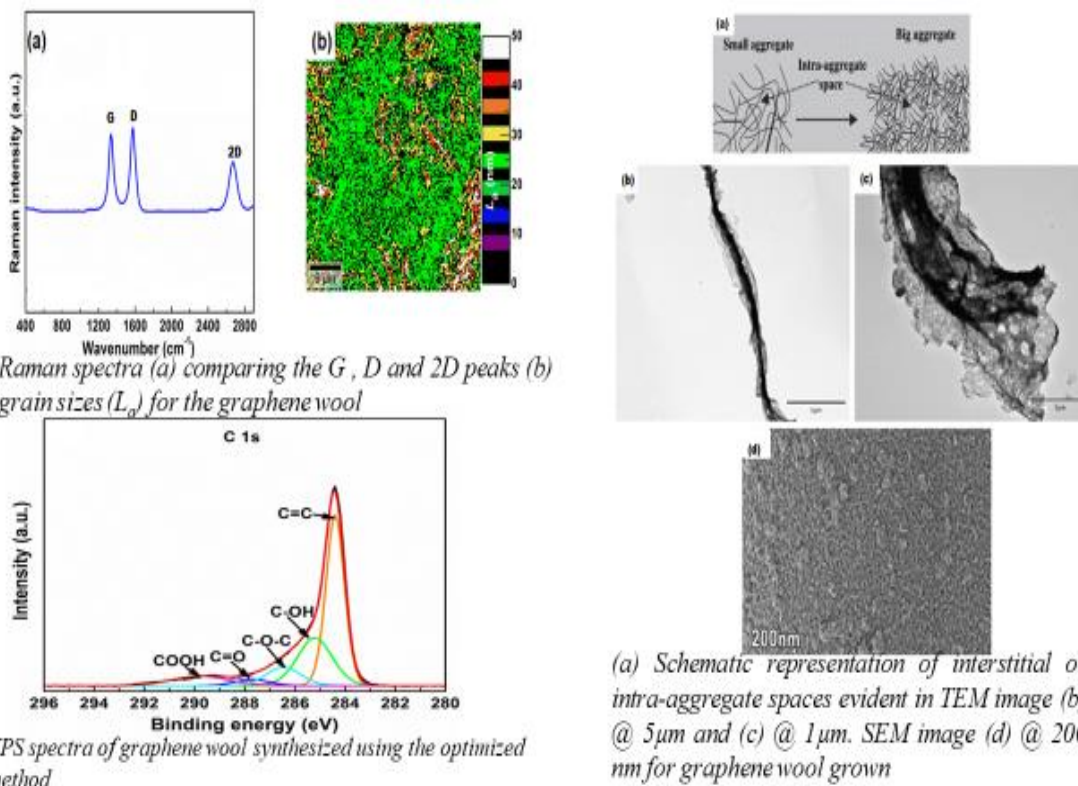 (a)
Raman intensity (a.u.)
G
D
2D
400 800 1200 1600 2000 2400 2800
Wavenumber (cm⁻¹)
(b)
50
40
30
20
10
0
Raman spectra (a) comparing the G , D and 2D peaks (b)
grain sizes (Lₐ) for the graphene wool
C 1s
Intensity (a.u.)
C=C
C-OH
C-O-C
C=O
COOH
296 294 292 290 288 286 284 282 280
Binding energy (eV)
PS spectra of graphene wool synthesized using the optimized
ethod
(a)
Small aggregate
Big aggregate
Intra-aggregate
space
(b)
(c)
(d)
200nm
(a) Schematic representation of interstitial o
intra-aggregate spaces evident in TEM image (b
@ 5μm and (c) @ 1μm. SEM image (d) @ 200
nm for graphene wool grown